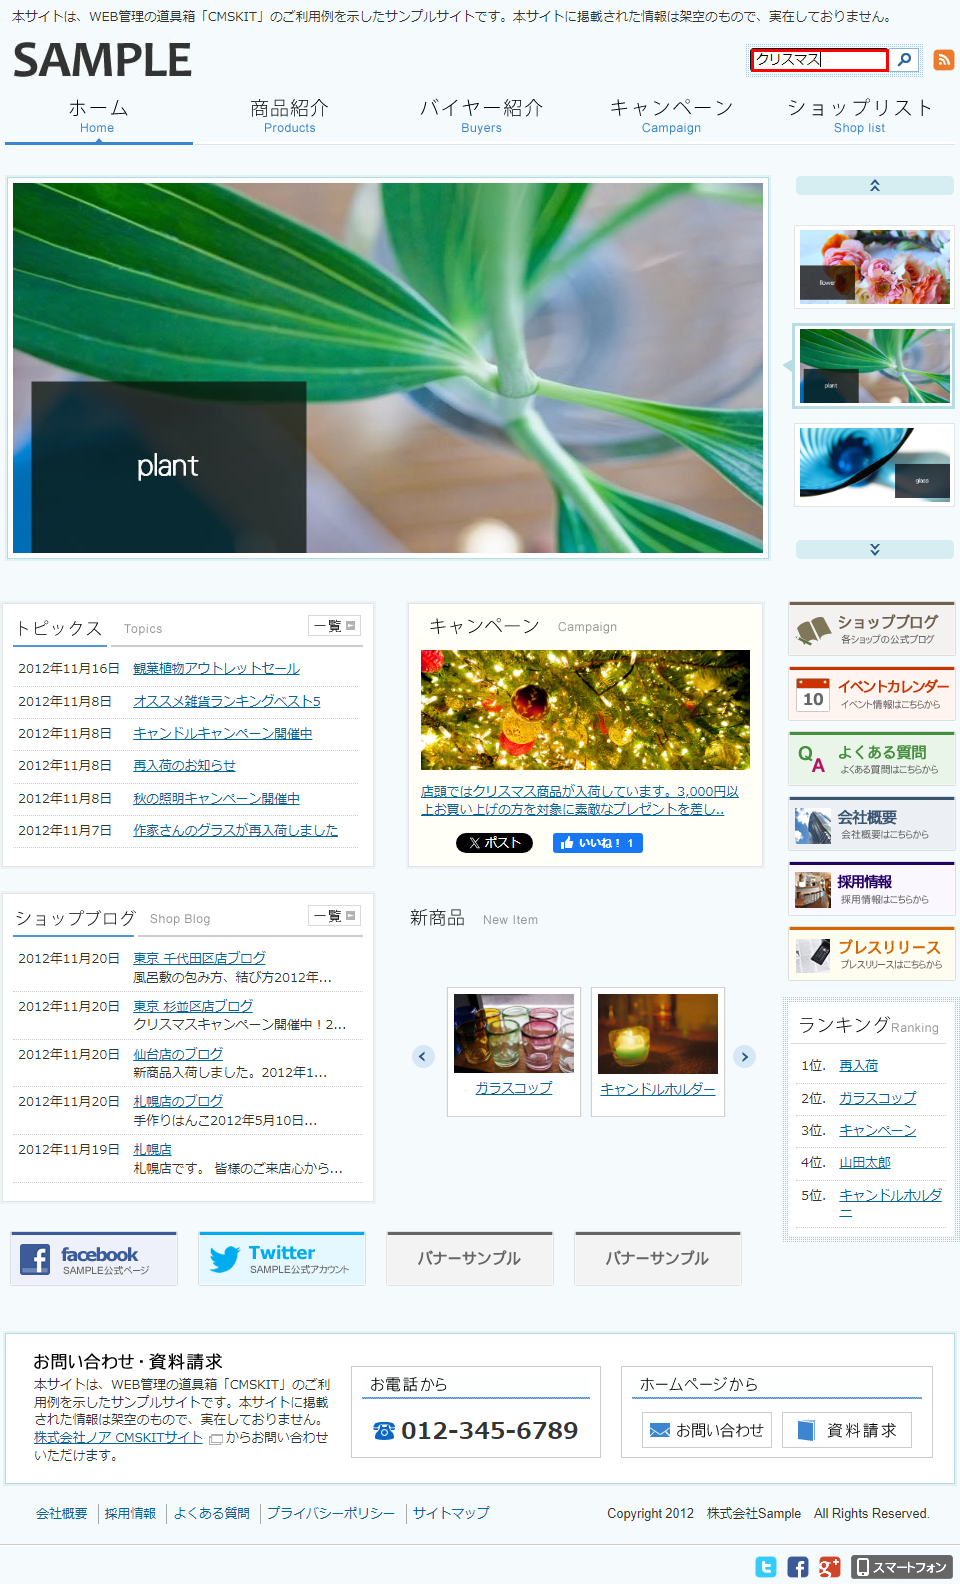 本サイトは、WEB管理の道具箱「CMSKIT」のご利用例を示したサンプルサイトです。本サイトに掲載された情報は架空のもので、実在しておりません。
SAMPLE
クリスマス
ホーム
Home
商品紹介
Products
バイヤー紹介
Buyers
キャンペーン
Campaign
ショップリスト
Shop list
plant
flower
plant
glass
トピックス Topics 一覧
2012年11月16日 観葉植物アウトレットセール
2012年11月8日 オススメ雑貨ランキングベスト5
2012年11月8日 キャンドルキャンペーン開催中
2012年11月8日 再入荷のお知らせ
2012年11月8日 秋の照明キャンペーン開催中
2012年11月7日 作家さんのグラスが再入荷しました
キャンペーン Campaign
店頭ではクリスマス商品が入荷しています。3,000円以
上お買い上げの方を対象に素敵なプレゼントを差し..
ポスト
いいね！ 1
ショップブログ
各ショップの公式ブログ
10
イベントカレンダー
イベント情報はこちらから
Q A
よくある質問
よくある質問はこちらから
会社概要
会社概要はこちらから
採用情報
採用情報はこちらから
プレスリリース
プレスリリースはこちらから
ショップブログ Shop Blog 一覧
2012年11月20日 東京 千代田区店ブログ
風呂敷の包み方、結び方2012年...
2012年11月20日 東京 杉並区店ブログ
クリスマスキャンペーン開催中！2...
2012年11月20日 仙台店のブログ
新商品入荷しました。2012年1...
2012年11月20日 札幌店のブログ
手作りはんこ2012年5月10日...
2012年11月19日 札幌店
札幌店です。 皆様のご来店心から...
新商品 New Item
ガラスコップ
キャンドルホルダー
ランキング Ranking
1位. 再入荷
2位. ガラスコップ
3位. キャンペーン
4位. 山田太郎
5位. キャンドルホルダ
ー
facebook
SAMPLE公式ページ
Twitter
SAMPLE公式アカウント
バナーサンプル
バナーサンプル
お問い合わせ・資料請求
本サイトは、WEB管理の道具箱「CMSKIT」のご利
用例を示したサンプルサイトです。本サイトに掲載
された情報は架空のもので、実在しておりません。
株式会社ノア CMSKITサイト からお問い合わせ
いただけます。
お電話から
012-345-6789
ホームページから
お問い合わせ
資料請求
会社概要 採用情報 よくある質問 プライバシーポリシー サイトマップ
Copyright 2012 株式会社Sample All Rights Reserved.
スマートフォン